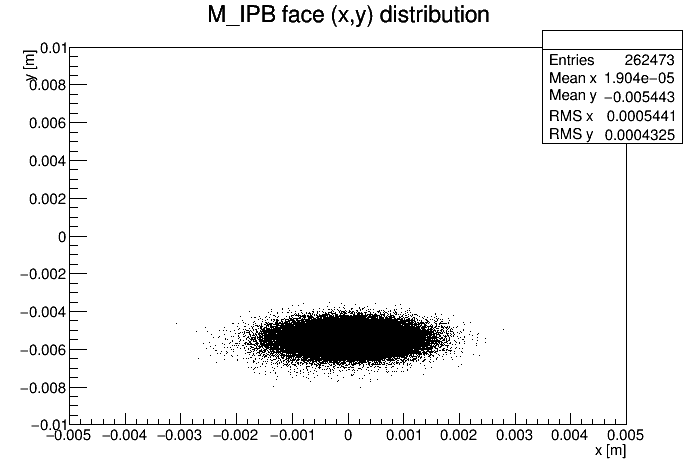 M_IPB face (x,y) distribution
Entries 262473
Mean x 1.904e−05
Mean y −0.005443
RMS x 0.0005441
RMS y 0.0004325
y [m]
0.01
0.008
0.006
0.004
0.002
0
−0.002
−0.004
−0.006
−0.008
−0.01
−0.005 −0.004 −0.003 −0.002 −0.001 0 0.001 0.002 0.003 0.004 0.005
x [m]